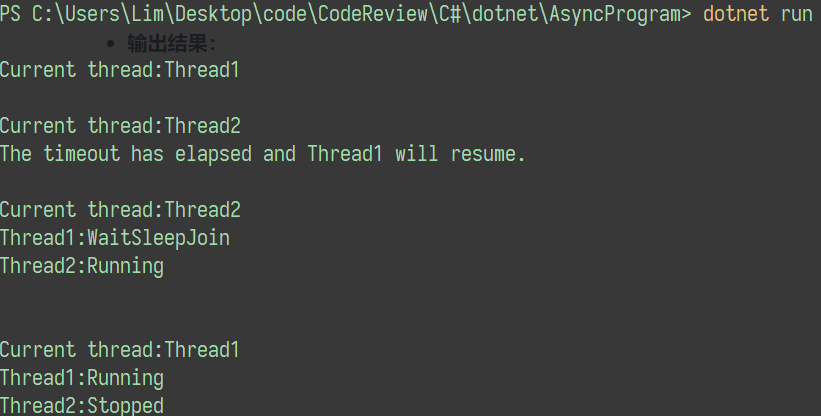 PS C:\Users\Lim\Desktop\code\CodeReview\C#\dotnet\AsyncProgram> dotnet run
• 输出结果：
Current thread:Thread1
Current thread:Thread2
The timeout has elapsed and Thread1 will resume.
Current thread:Thread2
Thread1:WaitSleepJoin
Thread2:Running
Current thread:Thread1
Thread1:Running
Thread2:Stopped